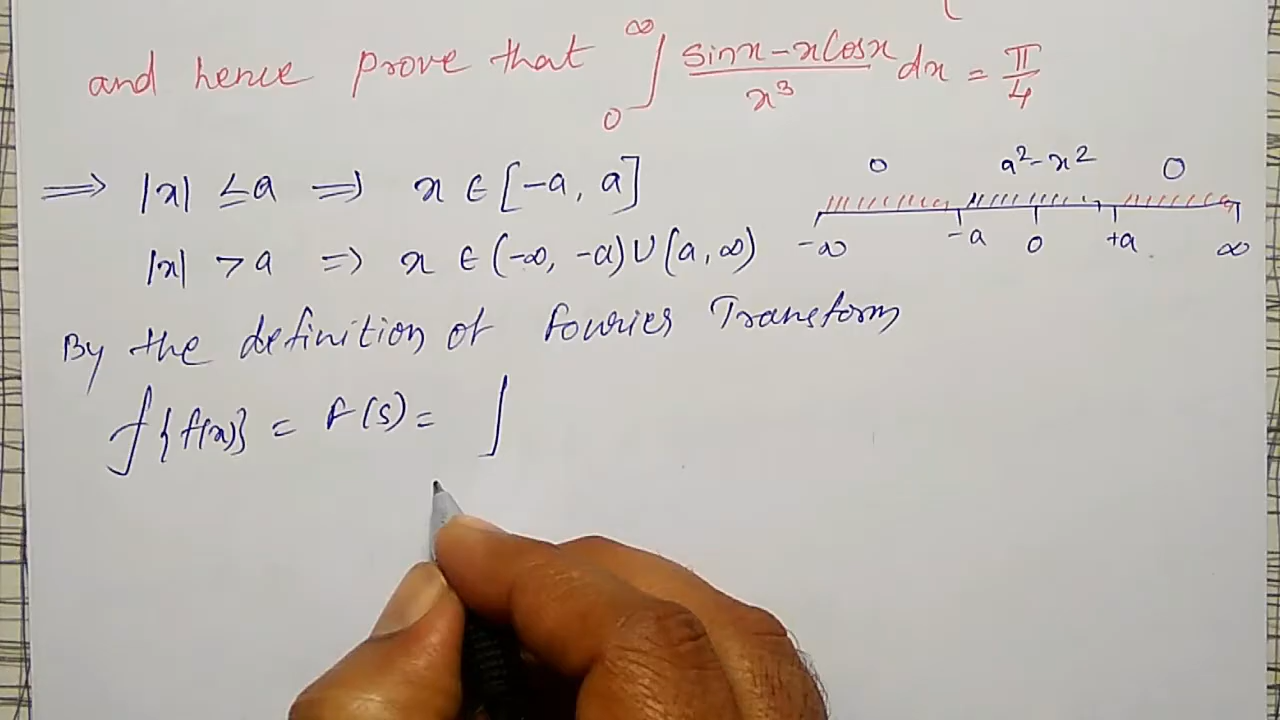 and hence prove that ∫₀^∞ (sinx - xcosx)/x³ dx = π/4
⟹ |x| ≤ a ⟹ x ∈ [-a, a]
0 a² - x² 0
-∞ -a 0 +a ∞
|x| > a ⟹ x ∈ (-∞, -a) ∪ (a, ∞)
By the definition of fourier Transform
f{f(x)} = F(s) = ∫